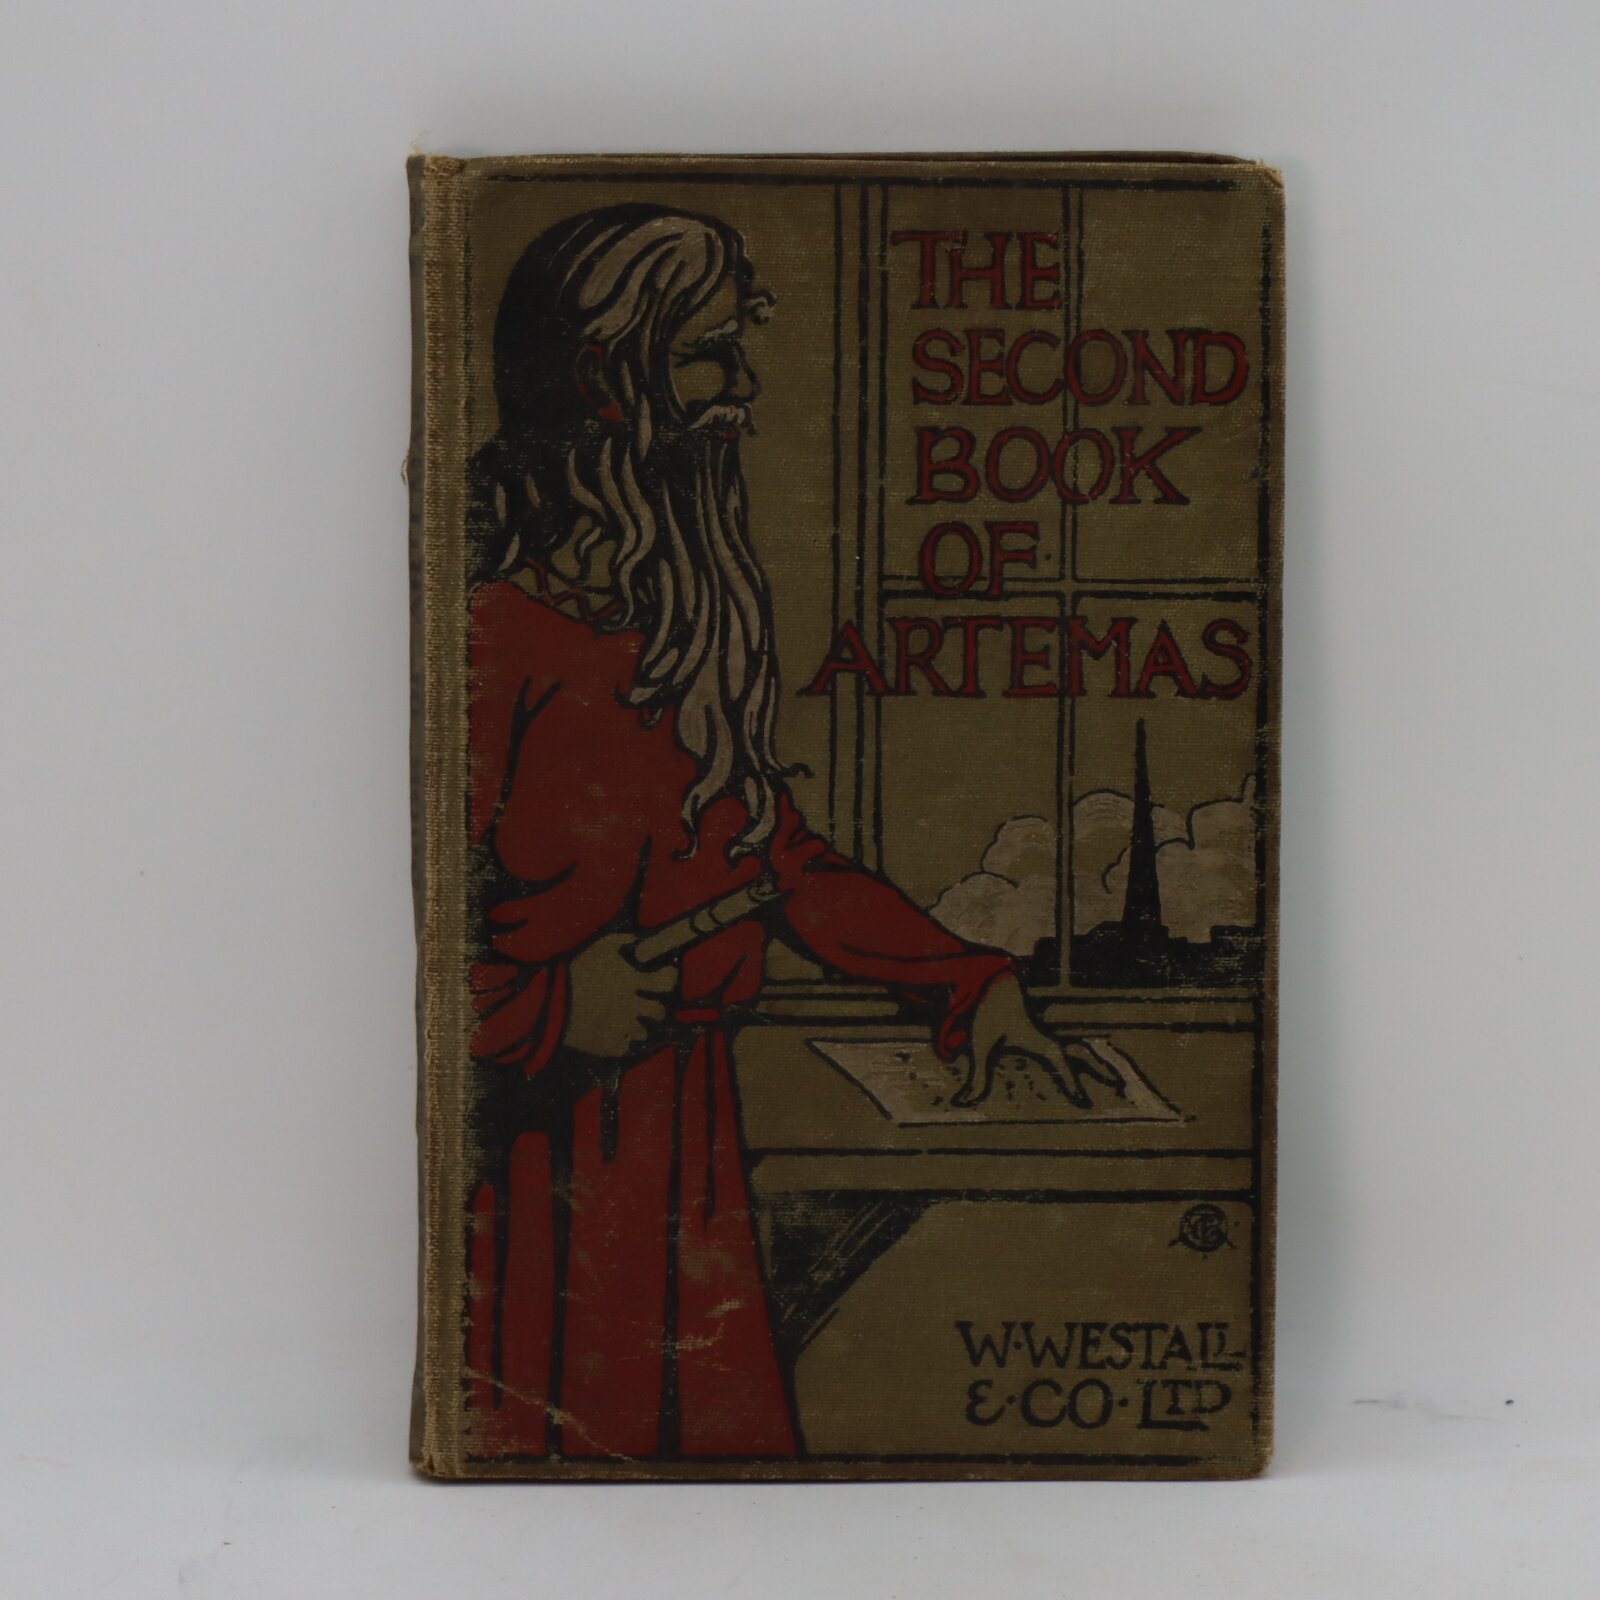 THE
SECOND
BOOK
OF
ARTEMAS
W·WESTALL
&·CO·LTD